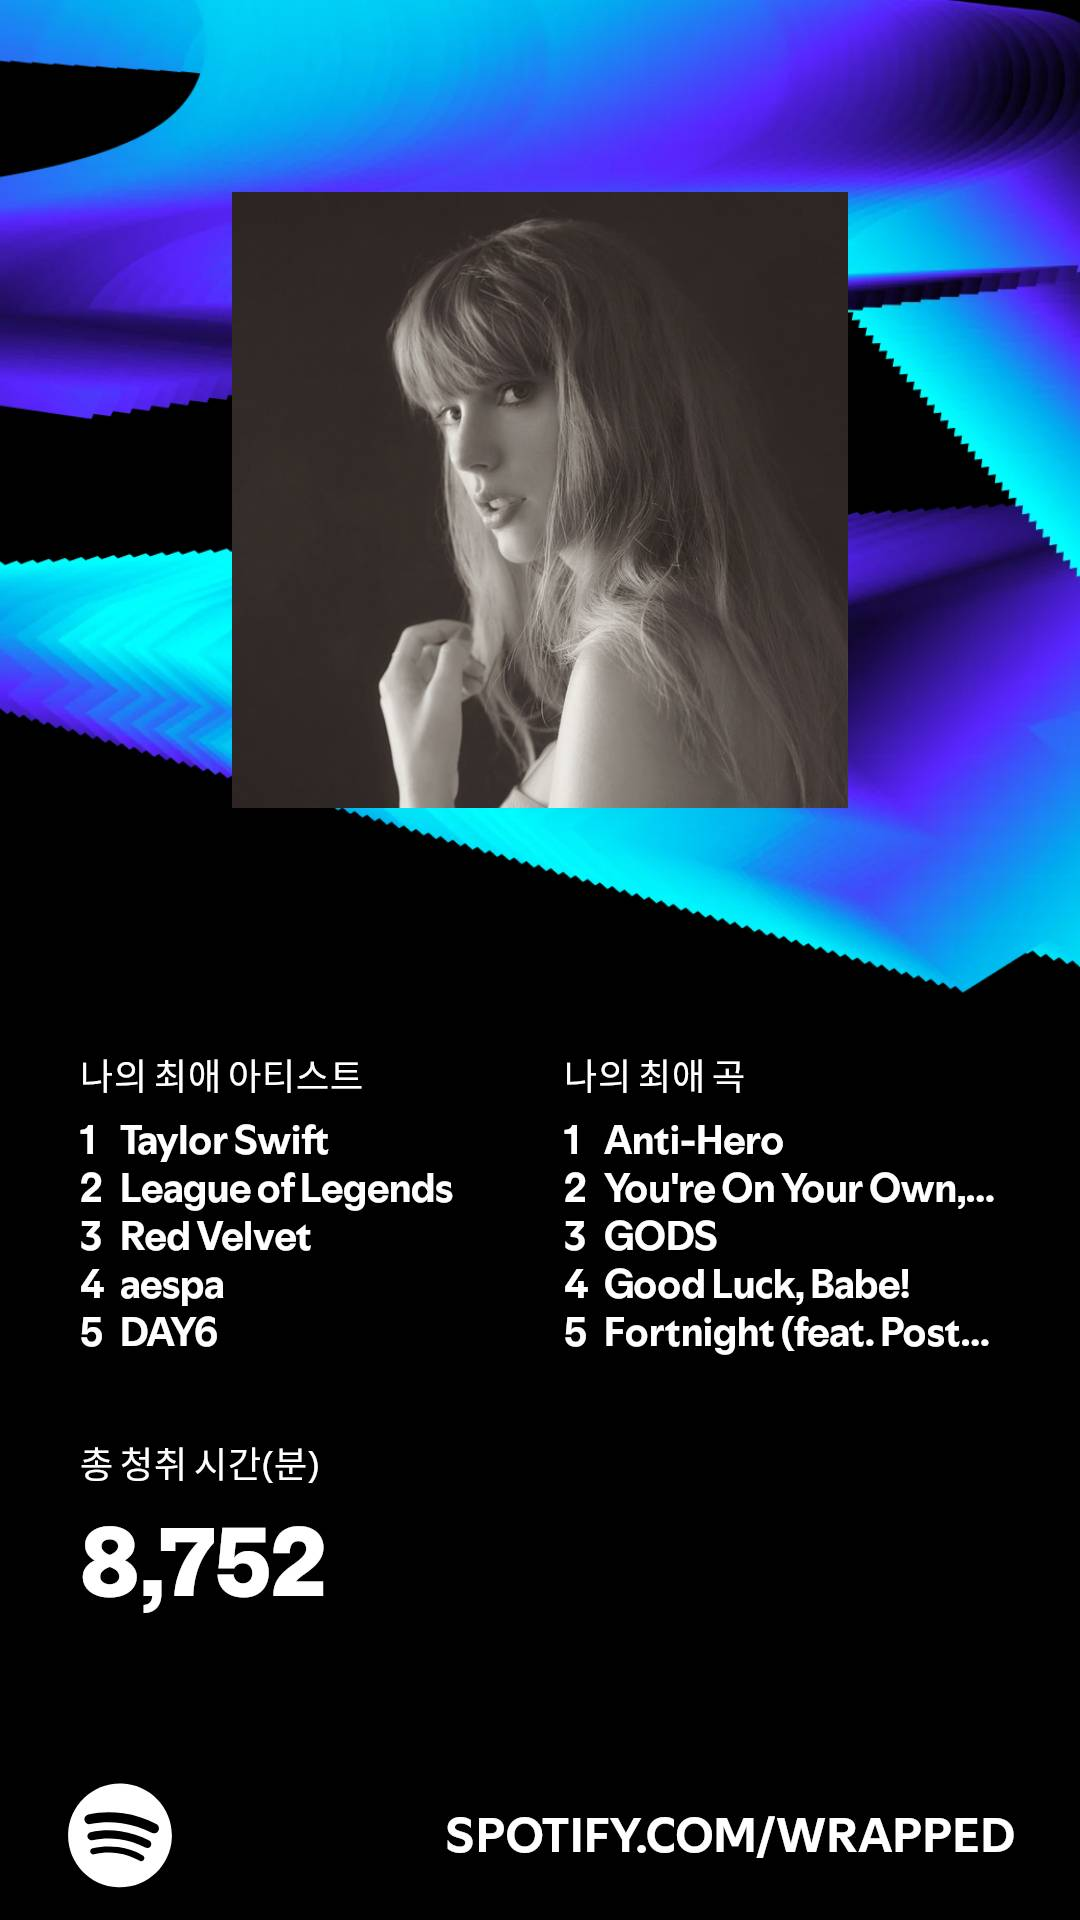 나의 최애 아티스트
1 Taylor Swift
2 League of Legends
3 Red Velvet
4 aespa
5 DAY6
나의 최애 곡
1 Anti-Hero
2 You're On Your Own,...
3 GODS
4 Good Luck, Babe!
5 Fortnight (feat. Post...
총 청취 시간(분)
8,752
SPOTIFY.COM/WRAPPED